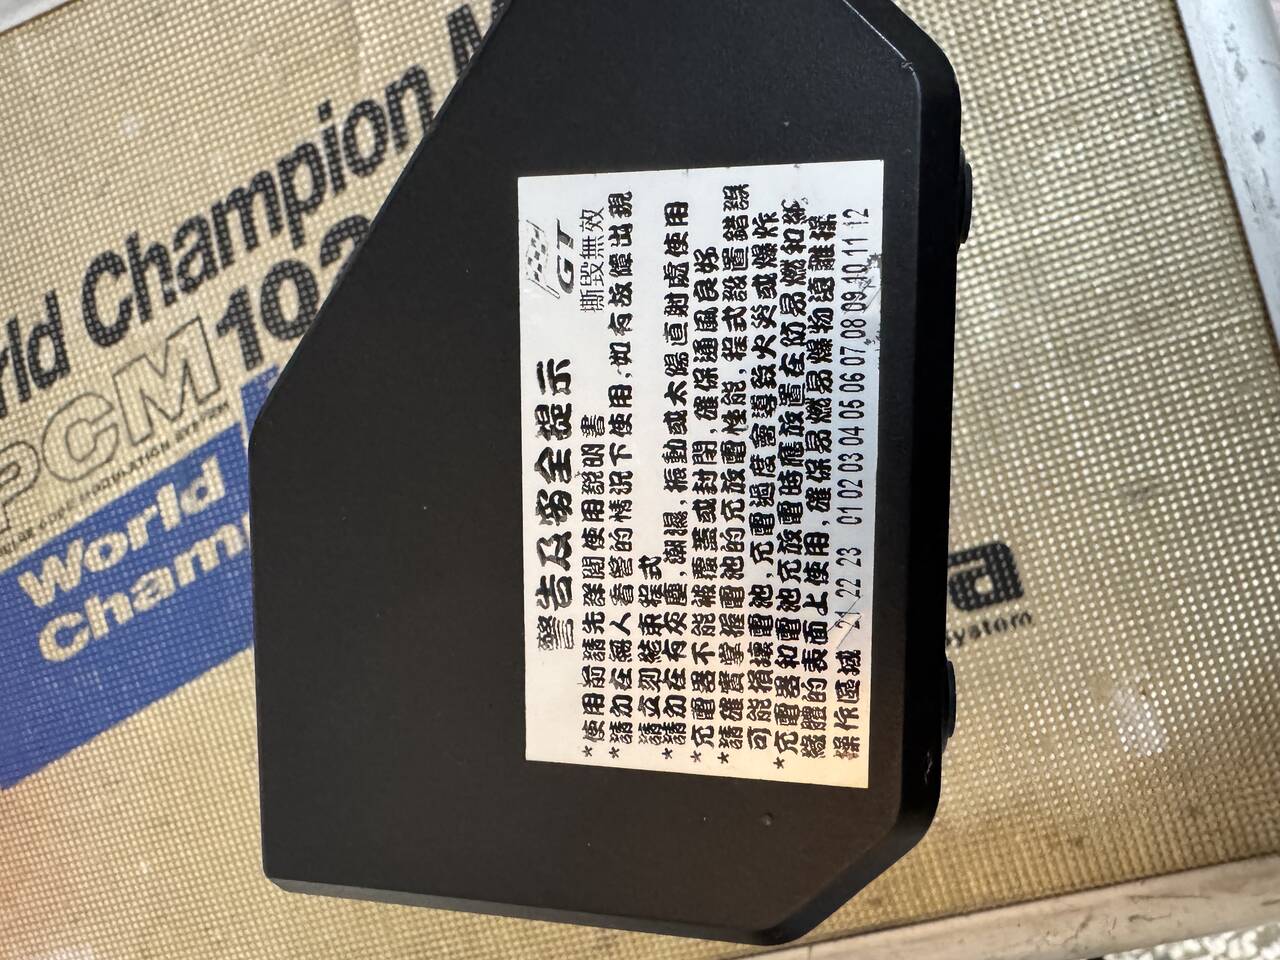 GT
撕毀無效
警告及安全提示
*使用前請先詳閱使用說明書
*請勿在無人看管的情況下使用,如有故障出現
請立刻結束程式
*請勿在有灰塵,潮濕,振動或太陽直射處使用
*充電器不能被覆蓋或封閉,確保通風良好
*請確實掌握電池的充放電性能,程式設置錯誤
可能損壞電池,充電過度會導致火災或爆炸
*充電器和電池充放電時應放置在防易燃和
纖體的表面上使用,確保易燃易爆物遠離操
操作區域 21 22 23 01 02 03 04 05 06 07 08 09 10 11 12
World Champion
PCM 102
World
Cham
system